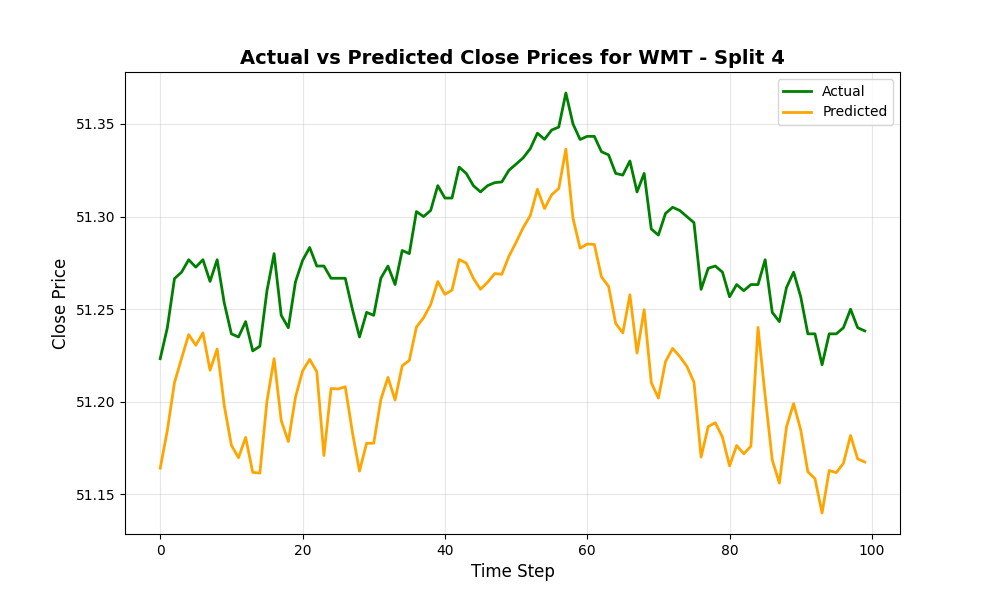 Actual vs Predicted Close Prices for WMT - Split 4
Actual
Predicted
Close Price
51.35
51.30
51.25
51.20
51.15
0 20 40 60 80 100
Time Step